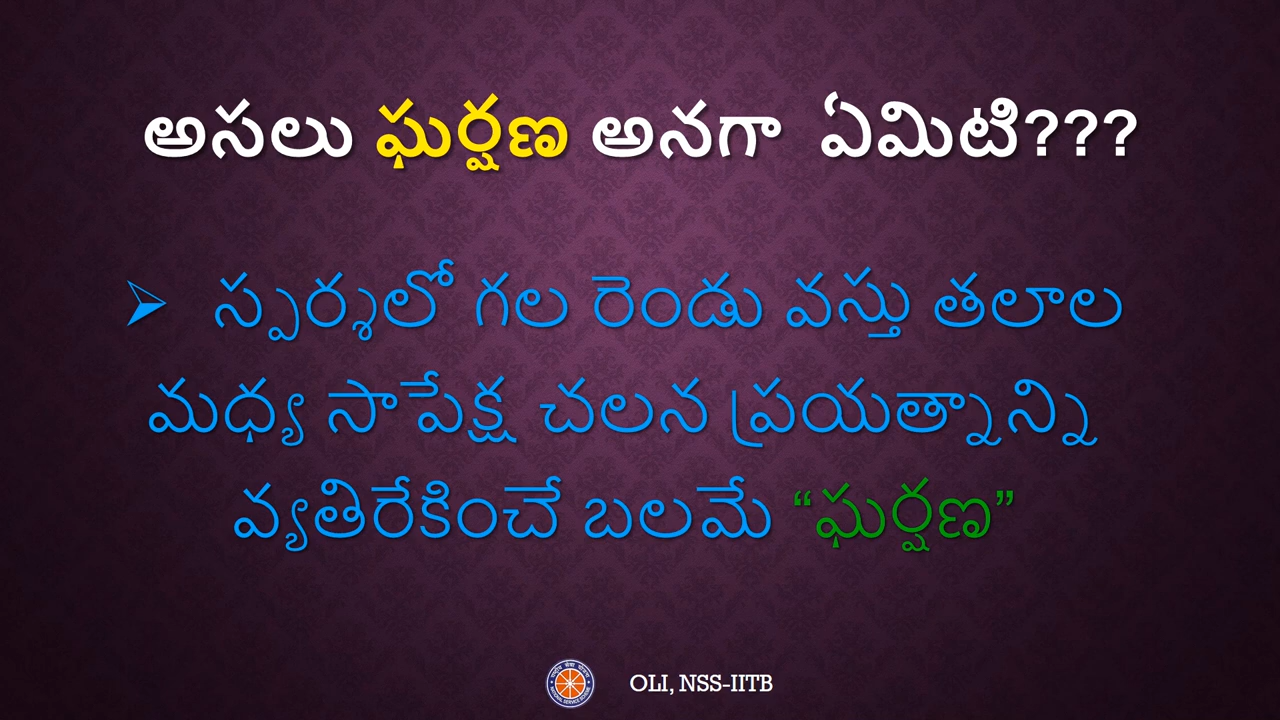 అసలు ఘర్షణ అనగా ఏమిటి???
➢ స్పర్శలో గల రెండు వస్తు తలాల
మధ్య సాపేక్ష చలన ప్రయత్నాన్ని
వ్యతిరేకించే బలమే “ఘర్షణ”
OLI, NSS-IITB